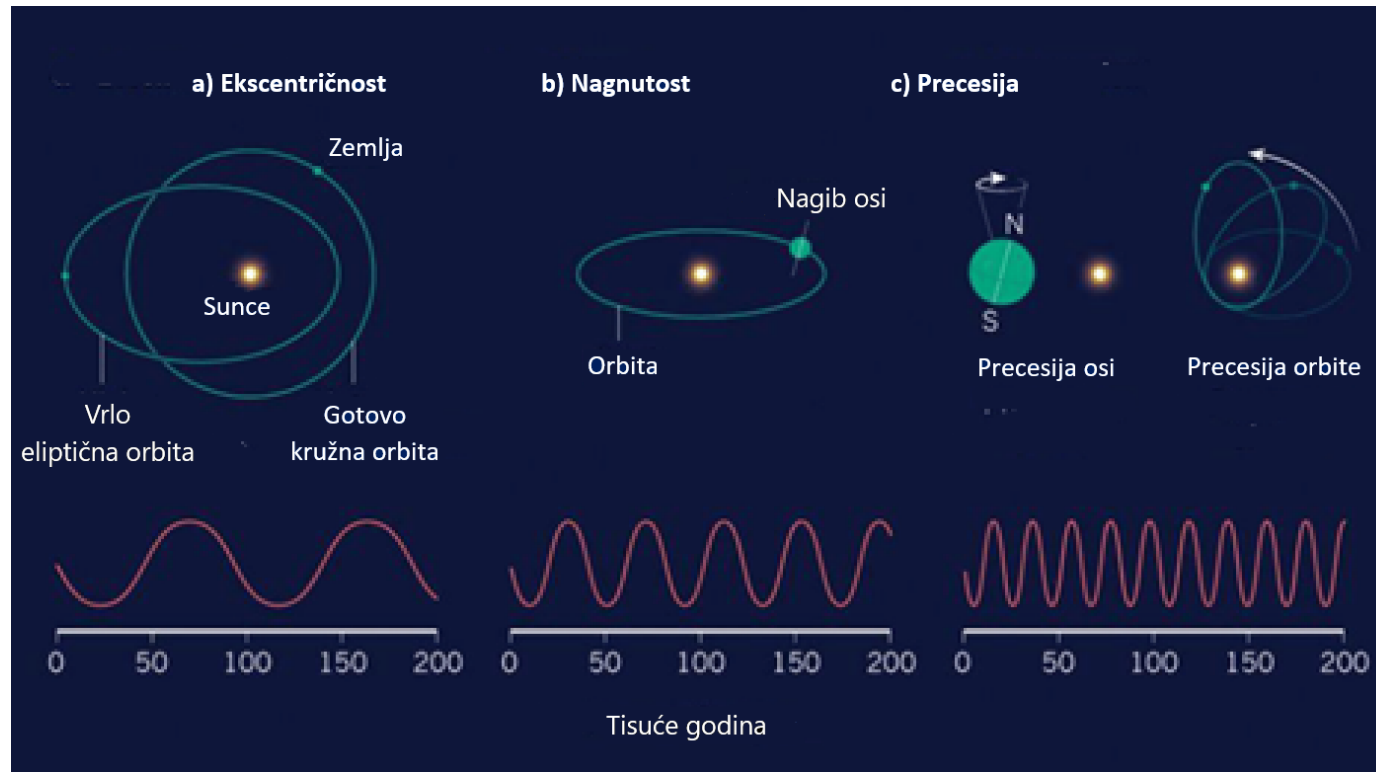 a) Ekscentričnost
b) Nagnutost
c) Precesija
Zemlja
Sunce
Vrlo
eliptična orbita
Gotovo
kružna orbita
Nagib osi
Orbita
N
S
Precesija osi
Precesija orbite
0 50 100 150 200
0 50 100 150 200
0 50 100 150 200
Tisuće godina